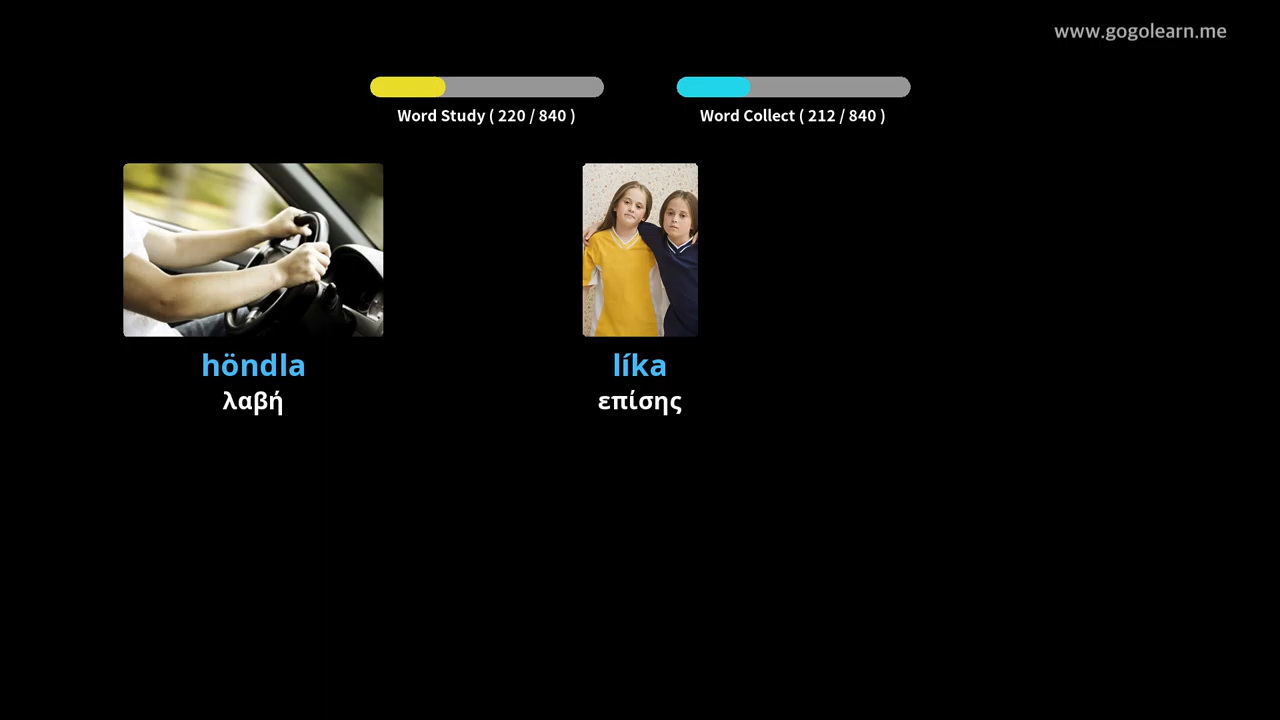 www.gogolearn.me
Word Study ( 220 / 840 )
Word Collect ( 212 / 840 )
höndla
λαβή
líka
επίσης